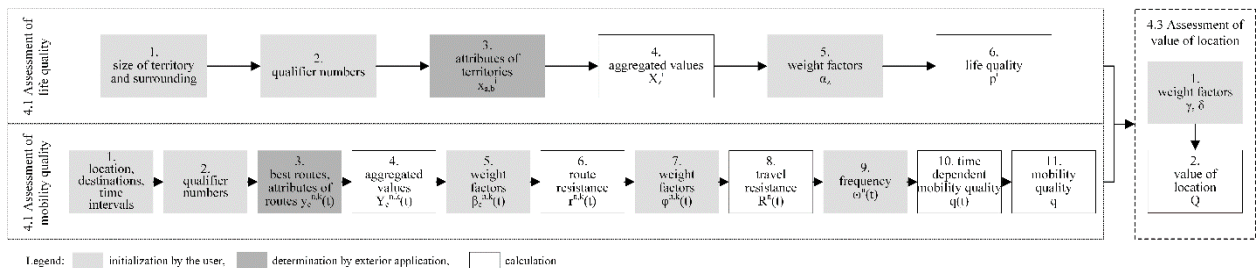 4.1 Assessment of
life quality
1.
size of territory
and surrounding
2.
qualifier numbers
3.
attributes of
territories
x_{a,b}^i
4.
aggregated values
X_z^i
5.
weight factors
α_z
6.
life quality
p^i
4.1 Assessment of
mobility quality
1.
location,
destinations,
time
intervals
2.
qualifier
numbers
3.
best routes,
attributes of
routes y_c^{n,k}(t)
4.
aggregated
values
Y_c^{n,k}(t)
5.
weight
factors
β_c^{n,k}(t)
6.
route
resistance
r^{n,k}(t)
7.
weight
factors
φ^{n,k}(t)
8.
travel
resistance
R^n(t)
9.
frequency
ω^n(t)
10. time
dependent
mobility quality
q(t)
11.
mobility
quality
q
4.3 Assessment of
value of location
1.
weight factors
γ, δ
2.
value of
location
Q
Legend: initialization by the user, determination by exterior application, calculation